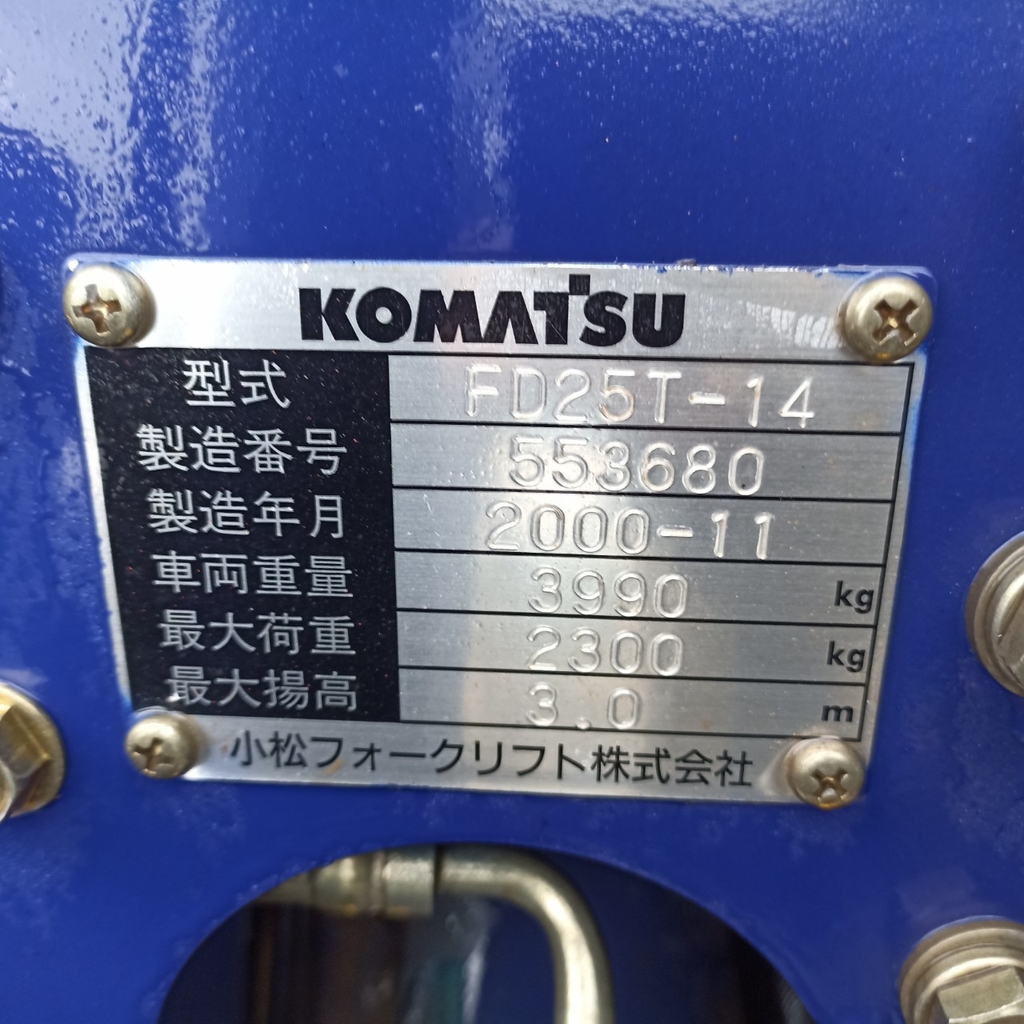 KOMATSU
型式 FD25T-14
製造番号 553680
製造年月 2000-11
車両重量 3990 kg
最大荷重 2300 kg
最大揚高 3.0 m
小松フォークリフト株式会社